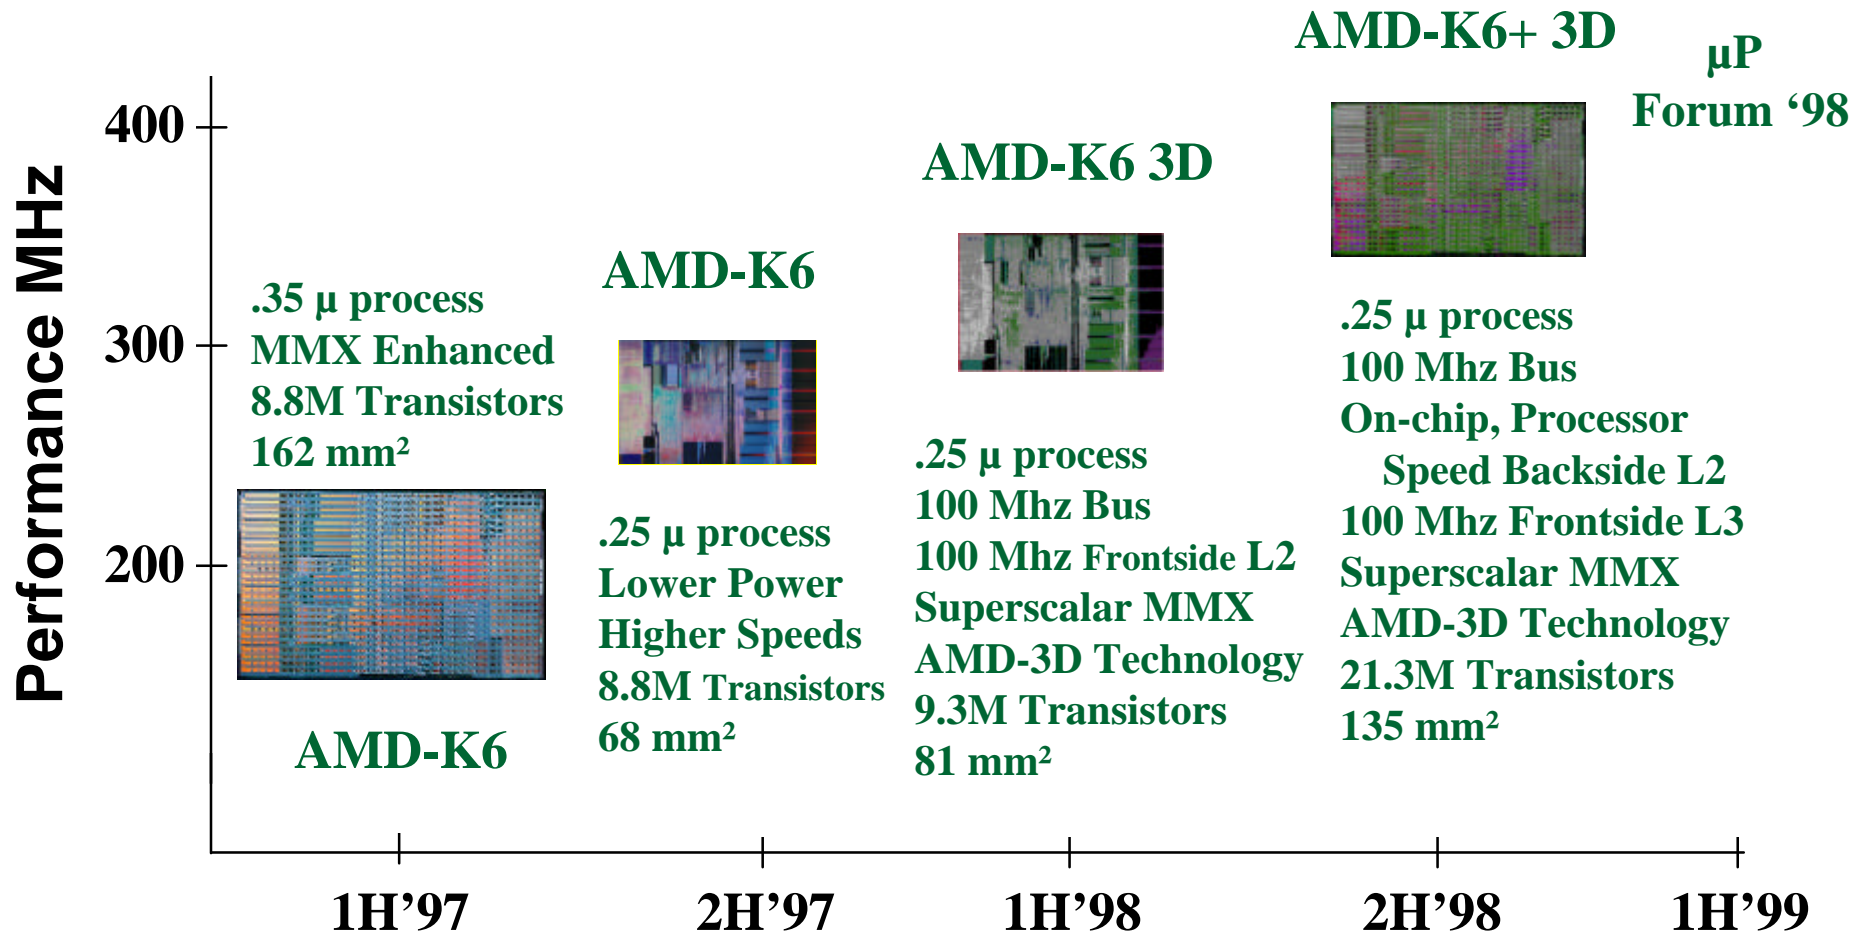 AMD-K6+ 3D
µP
Forum ‘98
400
AMD-K6 3D
Performance MHz
AMD-K6
.35 µ process
MMX Enhanced
8.8M Transistors
162 mm²
300
.25 µ process
100 Mhz Bus
On-chip, Processor
Speed Backside L2
100 Mhz Frontside L3
Superscalar MMX
AMD-3D Technology
21.3M Transistors
135 mm²
.25 µ process
100 Mhz Bus
100 Mhz Frontside L2
Superscalar MMX
AMD-3D Technology
9.3M Transistors
81 mm²
.25 µ process
Lower Power
Higher Speeds
8.8M Transistors
68 mm²
200
AMD-K6
1H’97
2H’97
1H’98
2H’98
1H’99